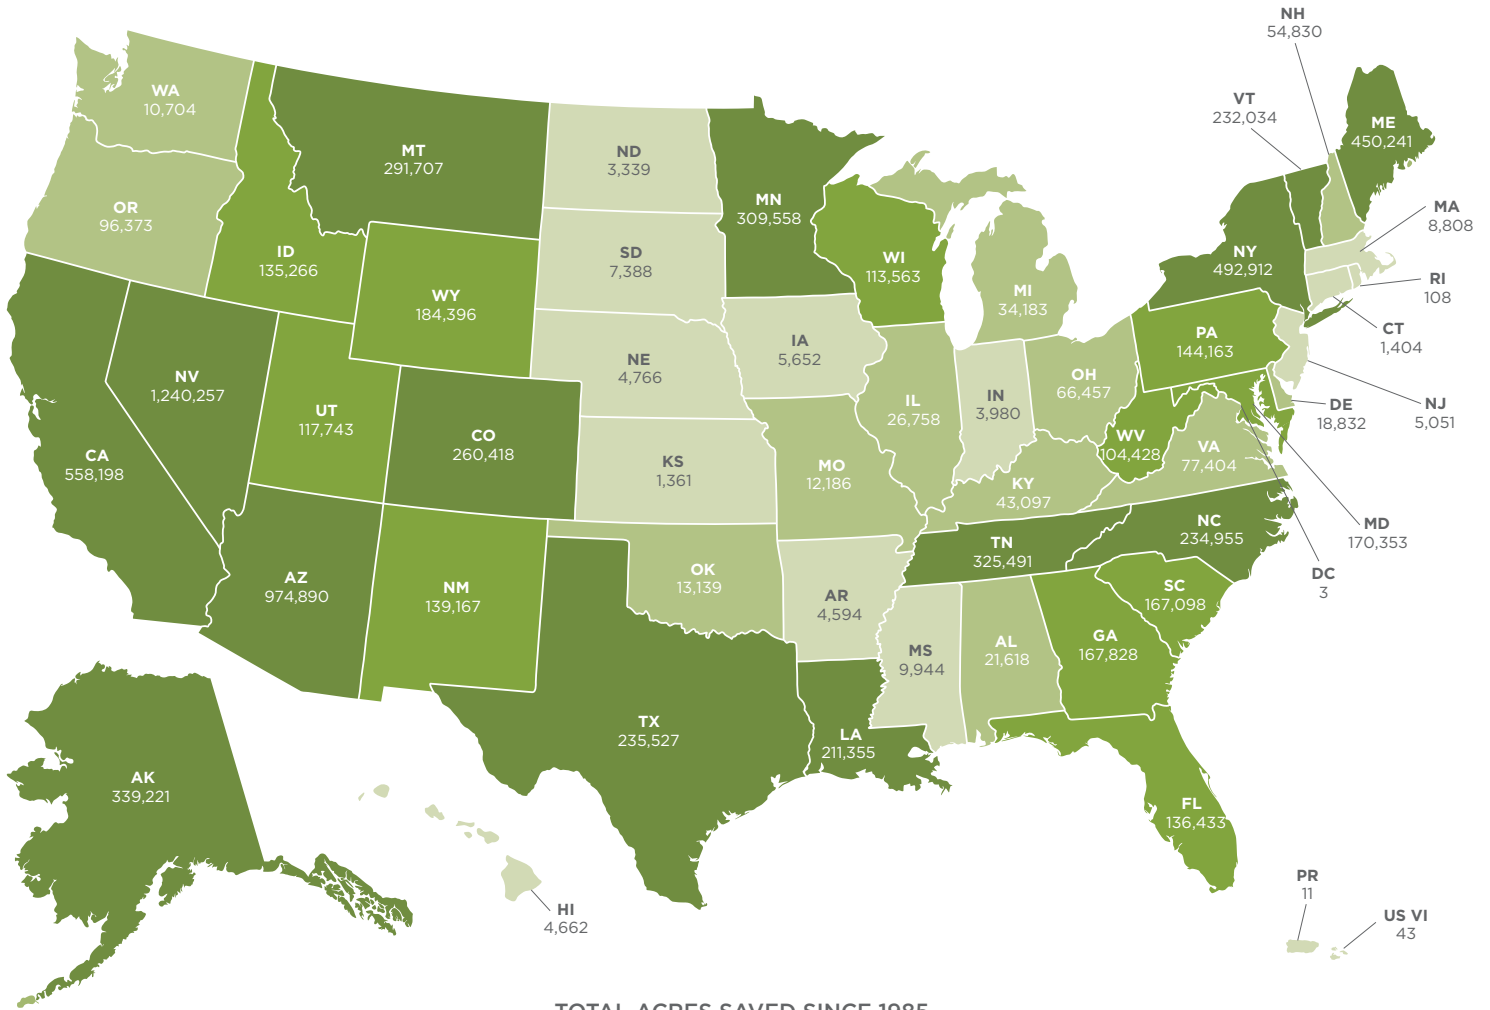 NH
54,830
VT
232,034
ME
450,241
WA
10,704
MT
291,707
ND
3,339
MN
309,558
OR
96,373
ID
135,266
SD
7,388
WI
113,563
NY
492,912
MA
8,808
RI
108
WY
184,396
MI
34,183
CT
1,404
IA
5,652
PA
144,163
NE
4,766
NV
1,240,257
UT
117,743
OH
66,457
IN
3,980
IL
26,758
DE
18,832
NJ
5,051
CO
260,418
WV
104,428
VA
77,404
CA
558,198
KS
1,361
MO
12,186
KY
43,097
MD
170,353
NC
234,955
TN
325,491
AZ
974,890
NM
139,167
OK
13,139
AR
4,594
SC
167,098
DC
3
GA
167,828
MS
9,944
AL
21,618
TX
235,527
LA
211,355
AK
339,221
FL
136,433
HI
4,662
PR
11
US VI
43
TOTAL ACRES SAVED SINCE 1985